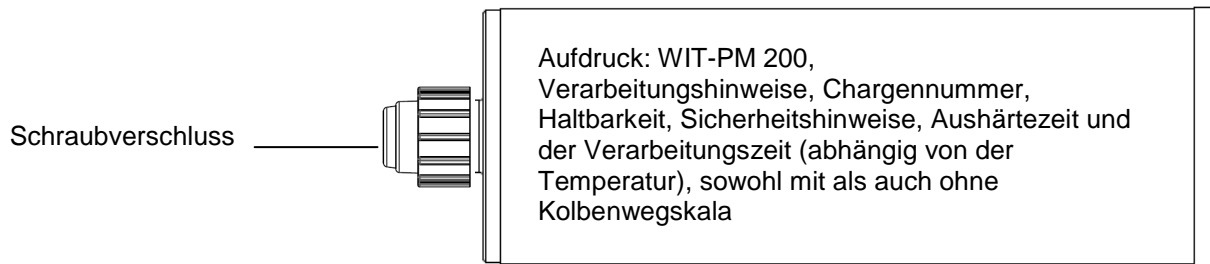 Aufdruck: WIT-PM 200,
Verarbeitungshinweise, Chargennummer,
Haltbarkeit, Sicherheitshinweise, Aushärtezeit und
der Verarbeitungszeit (abhängig von der
Temperatur), sowohl mit als auch ohne
Kolbenwegskala
Schraubverschluss